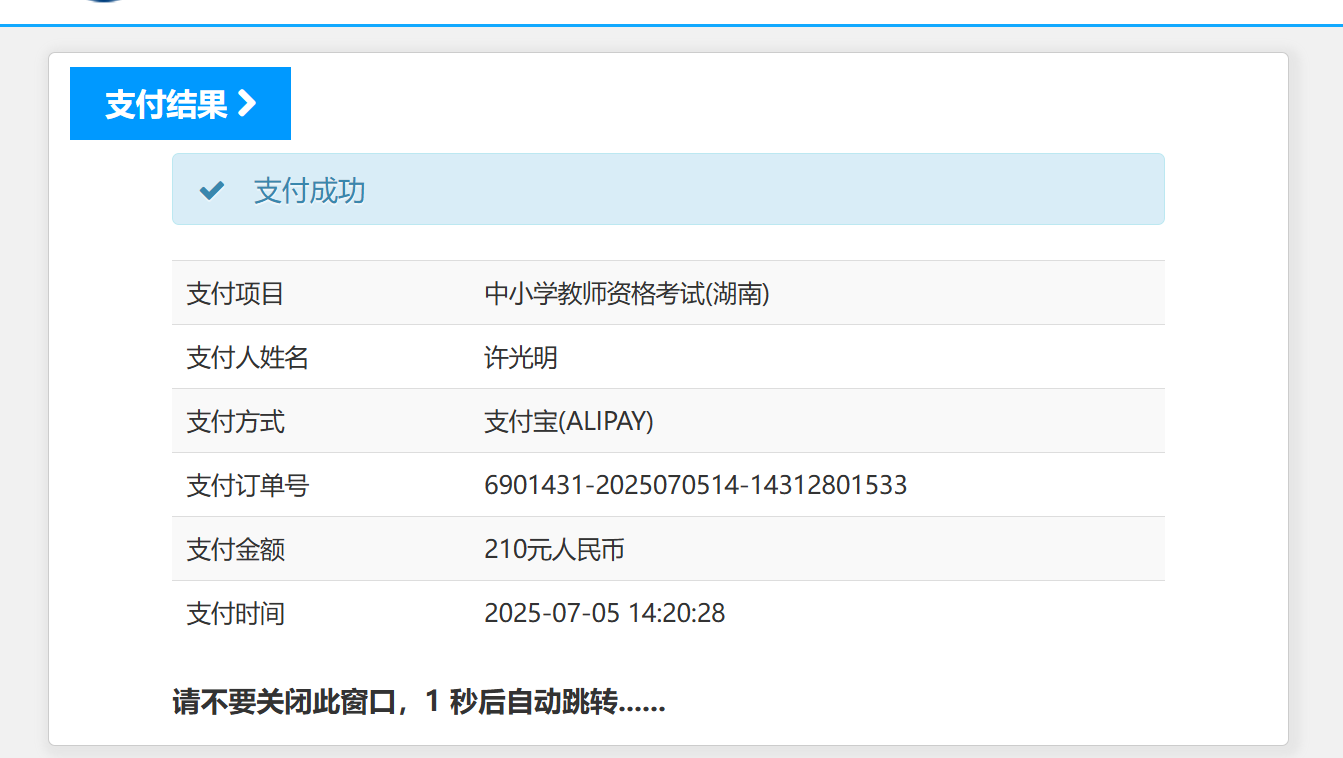 支付结果
支付成功
支付项目 中小学教师资格考试(湖南)
支付人姓名 许光明
支付方式 支付宝(ALIPAY)
支付订单号 6901431-2025070514-14312801533
支付金额 210元人民币
支付时间 2025-07-05 14:20:28
请不要关闭此窗口，1 秒后自动跳转......